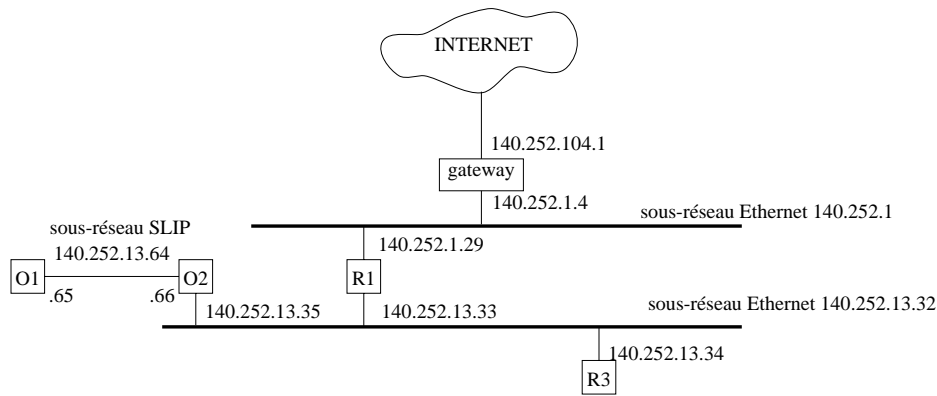 INTERNET
140.252.104.1
gateway
140.252.1.4
sous-réseau Ethernet 140.252.1
sous-réseau SLIP
140.252.13.64
140.252.1.29
O1
O2
R1
.65
.66
140.252.13.35
140.252.13.33
sous-réseau Ethernet 140.252.13.32
140.252.13.34
R3